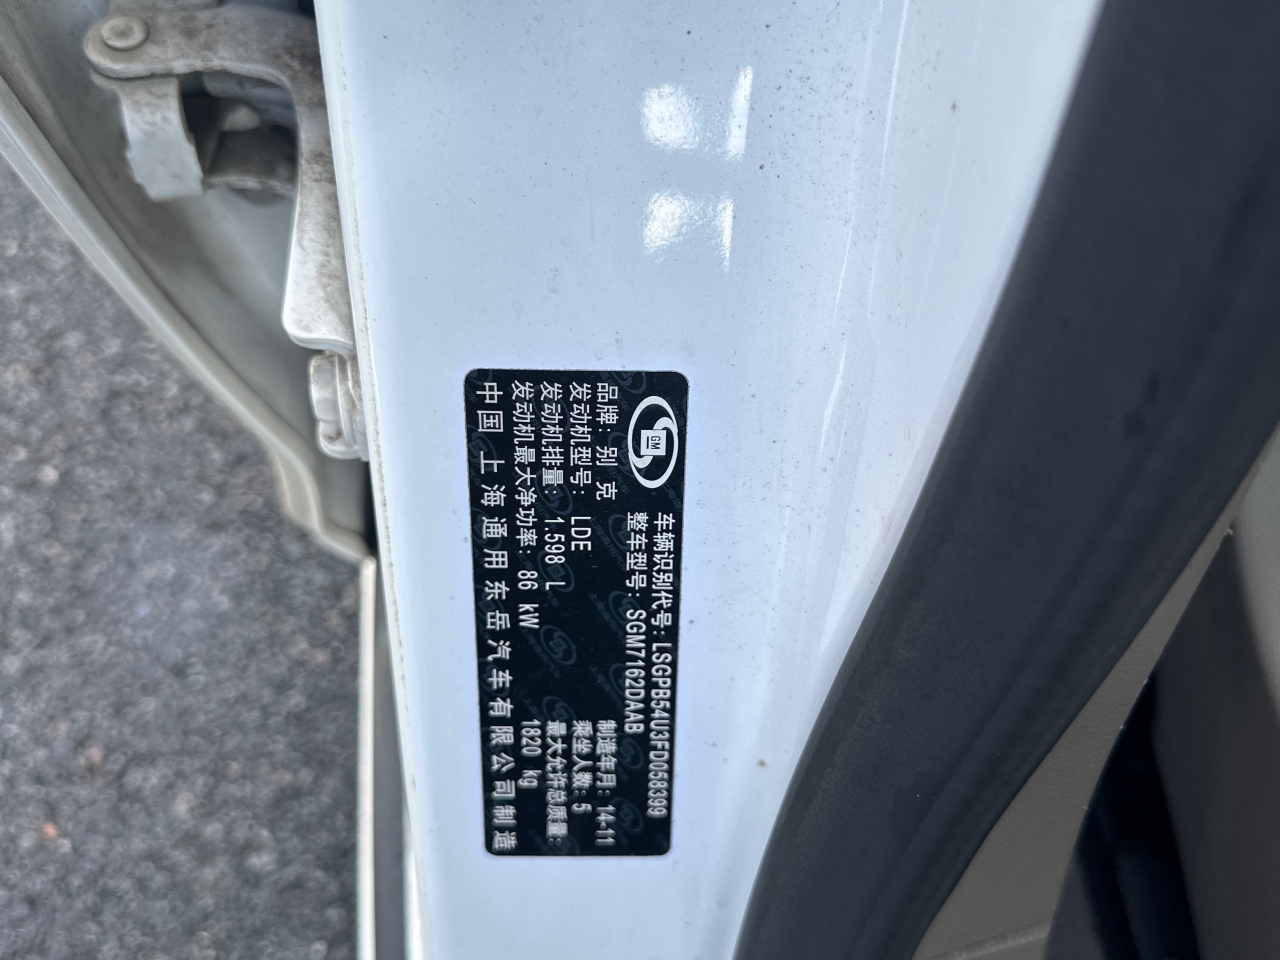 GM
车辆识别代号: LSGPB54U3FD058399
整车型号: SGM7162DAAB
品牌: 别 克
制造年月: 14-11
发动机型号: LDE
乘坐人数: 5
发动机排量: 1.598 L
最大允许总质量:
发动机最大净功率: 86 kW
1820 kg
中国 上海通用东岳汽车有限公司制造